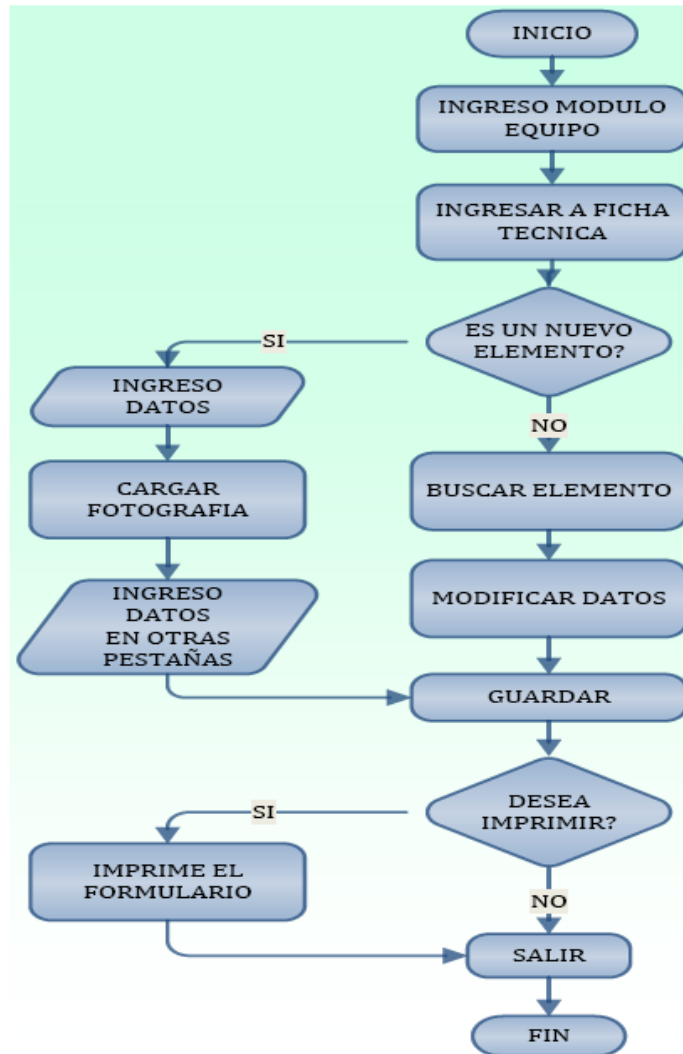 INICIO
INGRESO MODULO
EQUIPO
INGRESAR A FICHA
TECNICA
ES UN NUEVO
ELEMENTO?
SI
INGRESO
DATOS
CARGAR
FOTOGRAFIA
INGRESO
DATOS
EN OTRAS
PESTAÑAS
NO
BUSCAR ELEMENTO
MODIFICAR DATOS
GUARDAR
DESEA
IMPRIMIR?
SI
IMPRIME EL
FORMULARIO
NO
SALIR
FIN